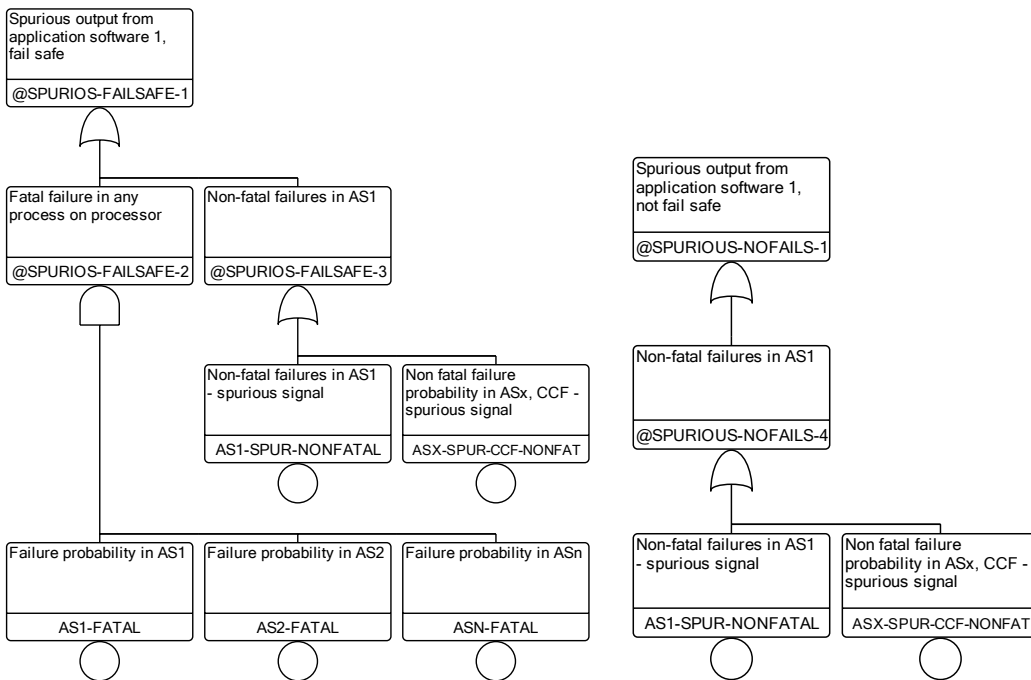 Spurious output from
application software 1,
fail safe
@SPURIOS-FAILSAFE-1
Fatal failure in any
process on processor
@SPURIOS-FAILSAFE-2
Non-fatal failures in AS1
@SPURIOS-FAILSAFE-3
Non-fatal failures in AS1
- spurious signal
AS1-SPUR-NONFATAL
Non fatal failure
probability in ASx, CCF -
spurious signal
ASX-SPUR-CCF-NONFAT
Failure probability in AS1
AS1-FATAL
Failure probability in AS2
AS2-FATAL
Failure probability in ASn
ASN-FATAL
Spurious output from
application software 1,
not fail safe
@SPURIOUS-NOFAILS-1
Non-fatal failures in AS1
@SPURIOUS-NOFAILS-4
Non-fatal failures in AS1
- spurious signal
AS1-SPUR-NONFATAL
Non fatal failure
probability in ASx, CCF -
spurious signal
ASX-SPUR-CCF-NONFAT